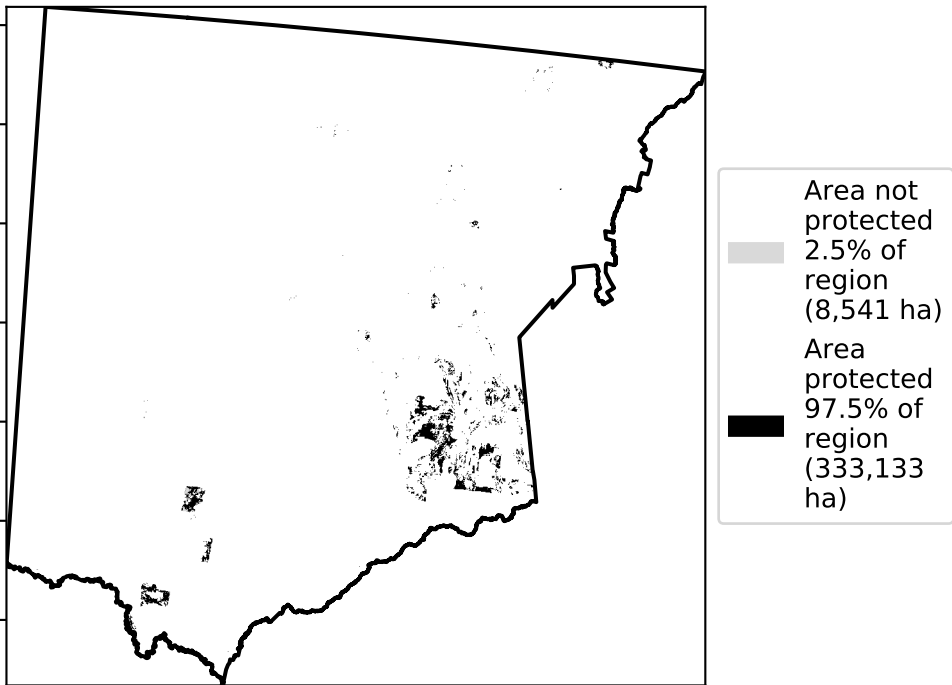 Area not
protected
2.5% of
region
(8,541 ha)
Area
protected
97.5% of
region
(333,133
ha)